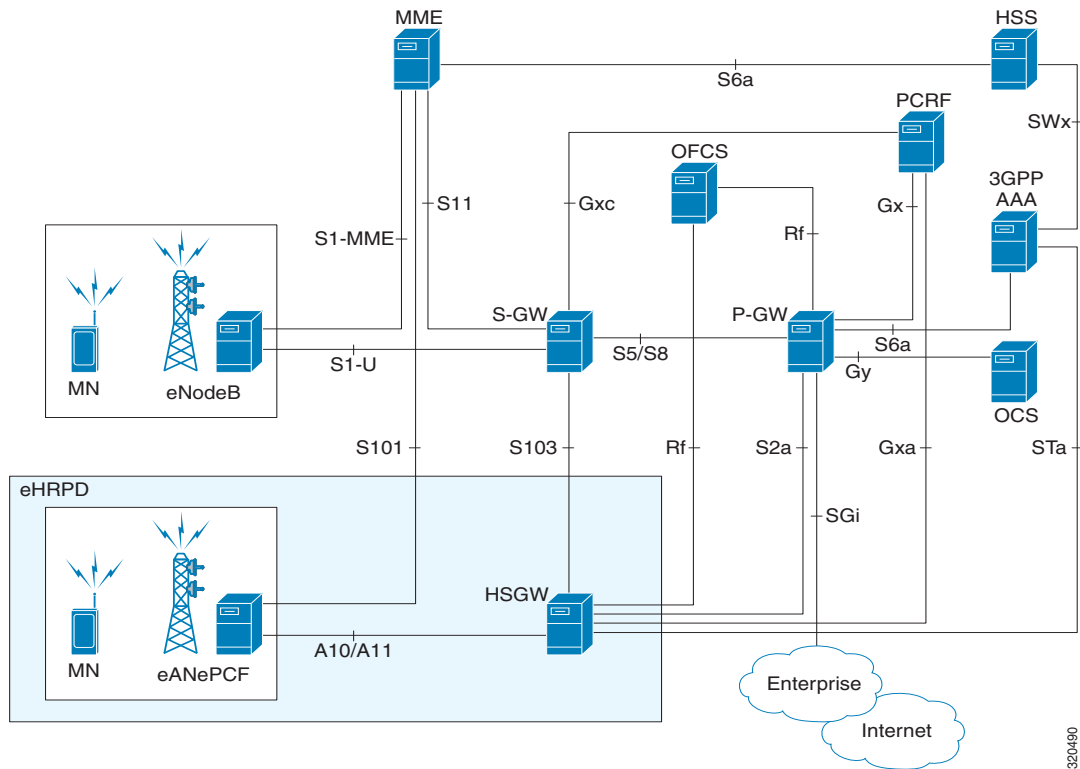 MME
HSS
S6a
PCRF
SWx
OFCS
3GPP
AAA
S11
Gxc
Gx
S1-MME
Rf
S-GW
P-GW
S6a
S5/S8
S1-U
Gy
MN
eNodeB
OCS
S101
S103
Rf
S2a
Gxa
STa
eHRPD
SGi
HSGW
A10/A11
MN
eANePCF
Enterprise
Internet
320490